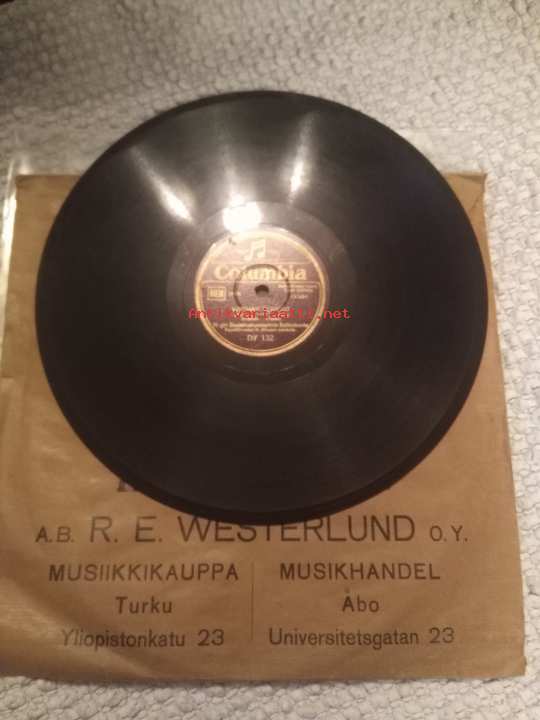 Columbia
Antikvariaatti.net
DY 132
A.B. R. E. WESTERLUND O.Y.
MUSIIKKIKAUPPA
Turku
Yliopistonkatu 23
MUSIKHANDEL
Åbo
Universitetsgatan 23